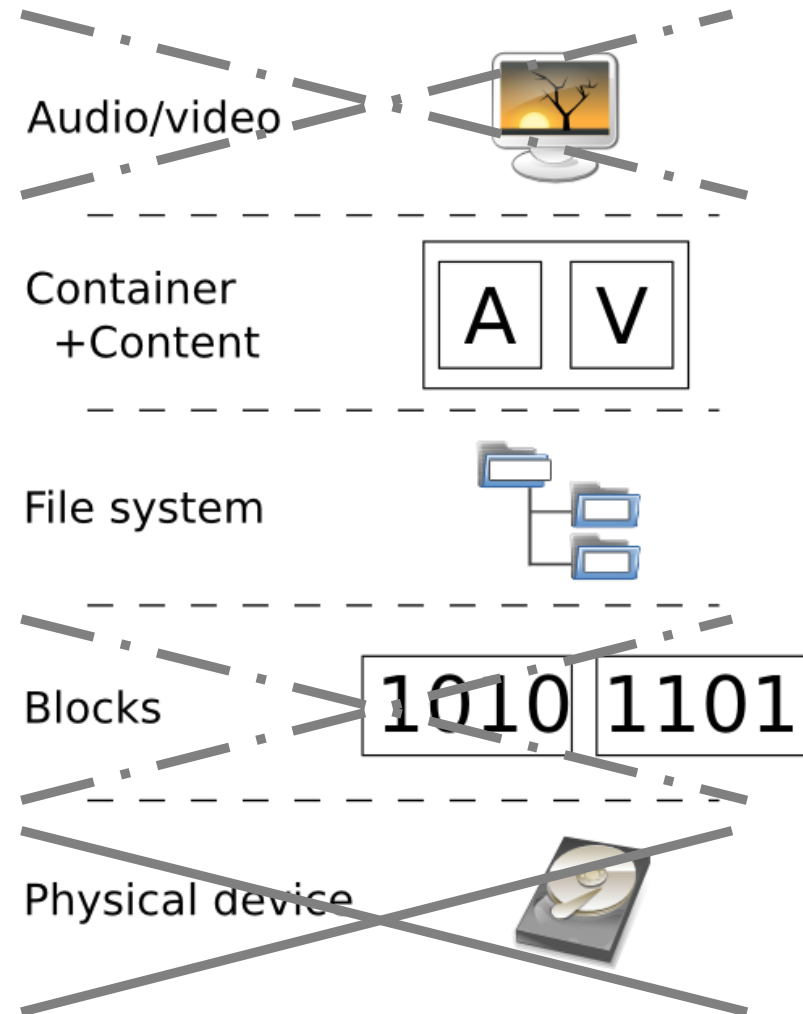 Audio/video
Container
+Content
A V
File system
Blocks
1010 1101
Physical device